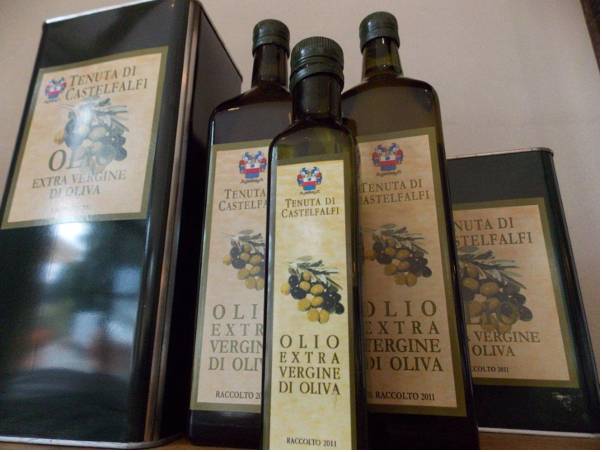 TENUTA DI
CASTELFALFI
OLIO
EXTRA VERGINE
DI OLIVA
TENUTA DI
CASTELFALFI
OLIO
EXTRA
VERGINE
DI OLIVA
RACCOLTO 2011
TENUTA DI
CASTELFALFI
OLIO
EXTRA
VERGINE
DI OLIVA
RACCOLTO 2011
TENUTA DI
CASTELFALFI
OLIO
EXTRA
VERGINE
DI OLIVA
RACCOLTO 2011
TENUTA DI
CASTELFALFI
OLIO
EXTRA VERGINE
DI OLIVA
RACCOLTO 2011